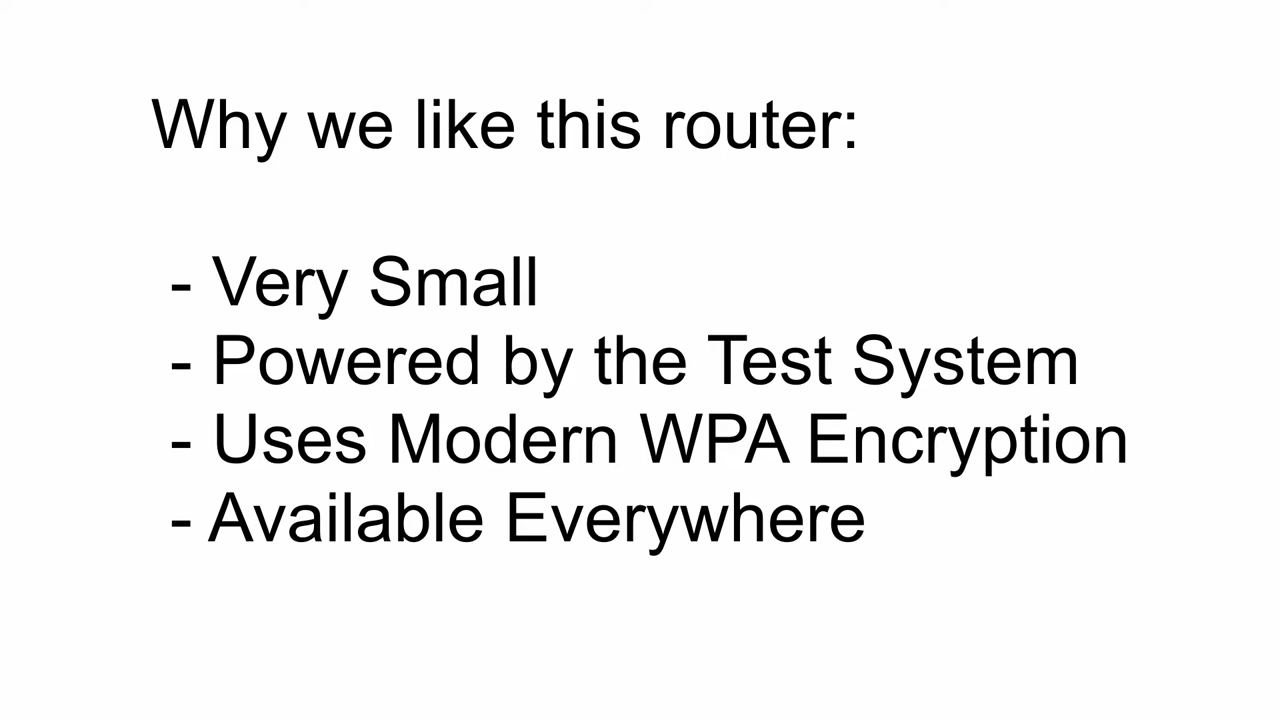 Why we like this router:
- Very Small
- Powered by the Test System
- Uses Modern WPA Encryption
- Available Everywhere